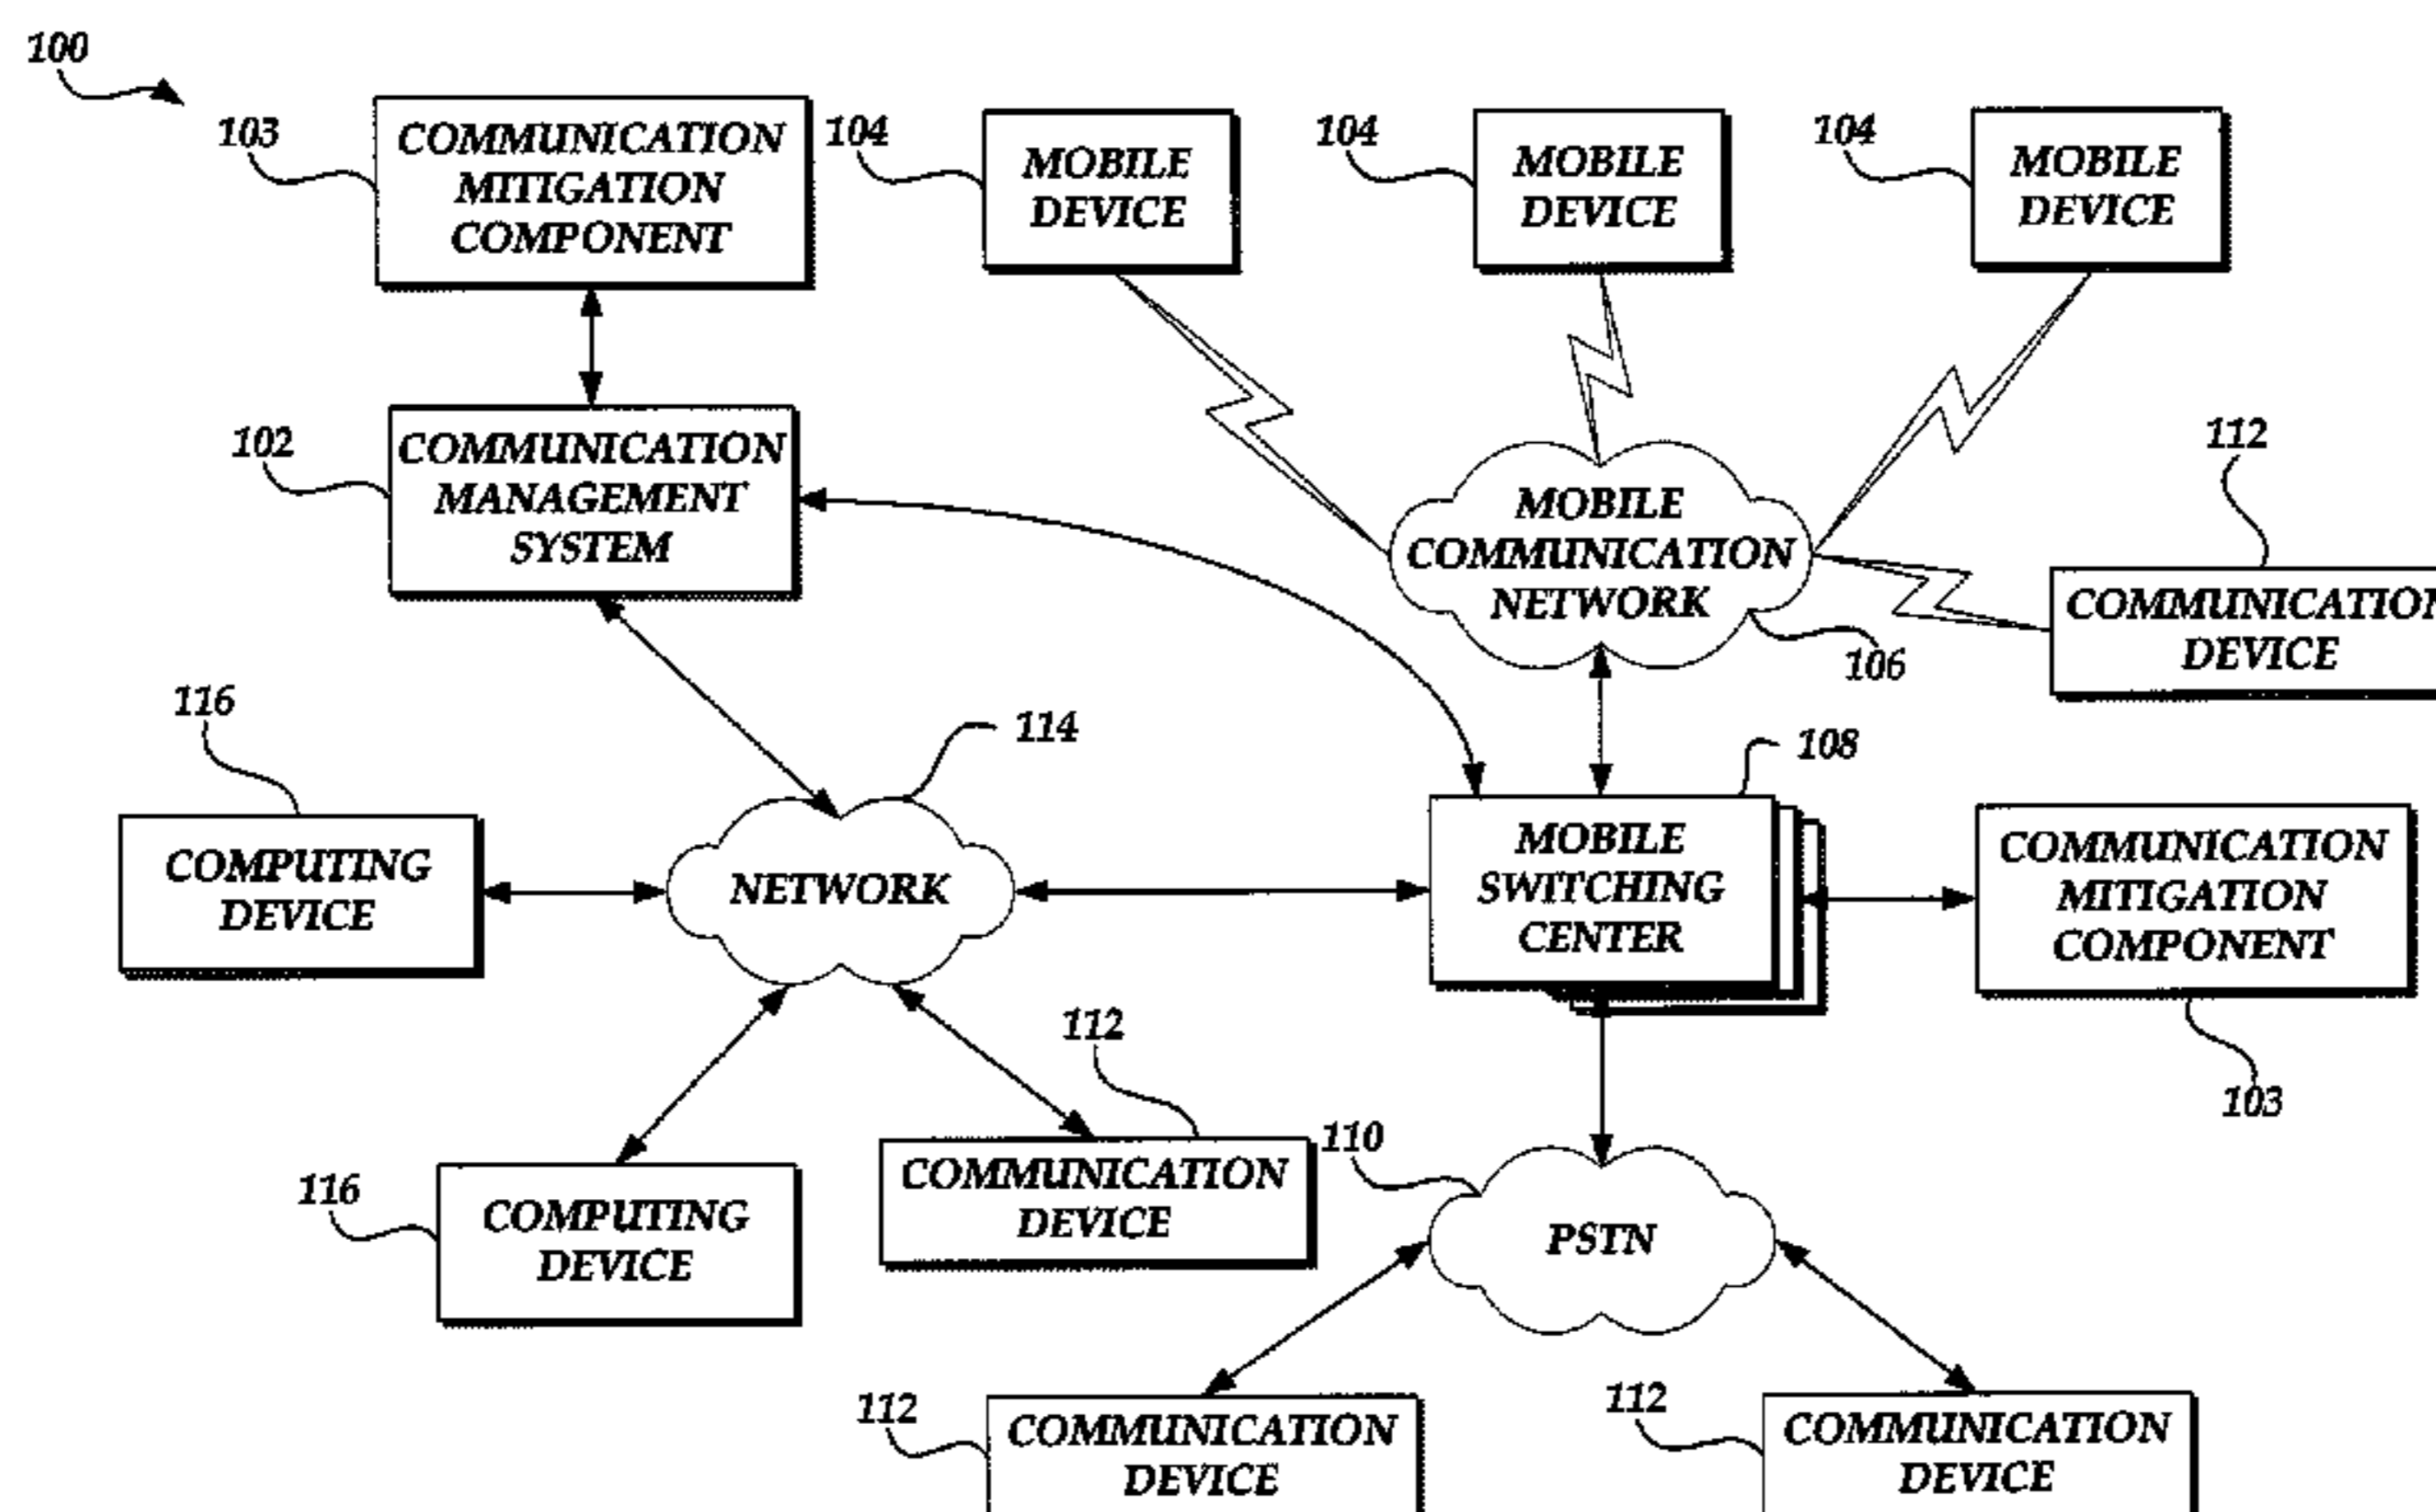 100
103
COMMUNICATION
MITIGATION
COMPONENT
104
MOBILE
DEVICE
104
MOBILE
DEVICE
104
MOBILE
DEVICE
102
COMMUNICATION
MANAGEMENT
SYSTEM
MOBILE
COMMUNICATION
NETWORK
106
112
COMMUNICATION
DEVICE
116
COMPUTING
DEVICE
114
NETWORK
108
MOBILE
SWITCHING
CENTER
COMMUNICATION
MITIGATION
COMPONENT
103
116
COMPUTING
DEVICE
112
COMMUNICATION
DEVICE
110
PSTN
112
COMMUNICATION
DEVICE
112
COMMUNICATION
DEVICE